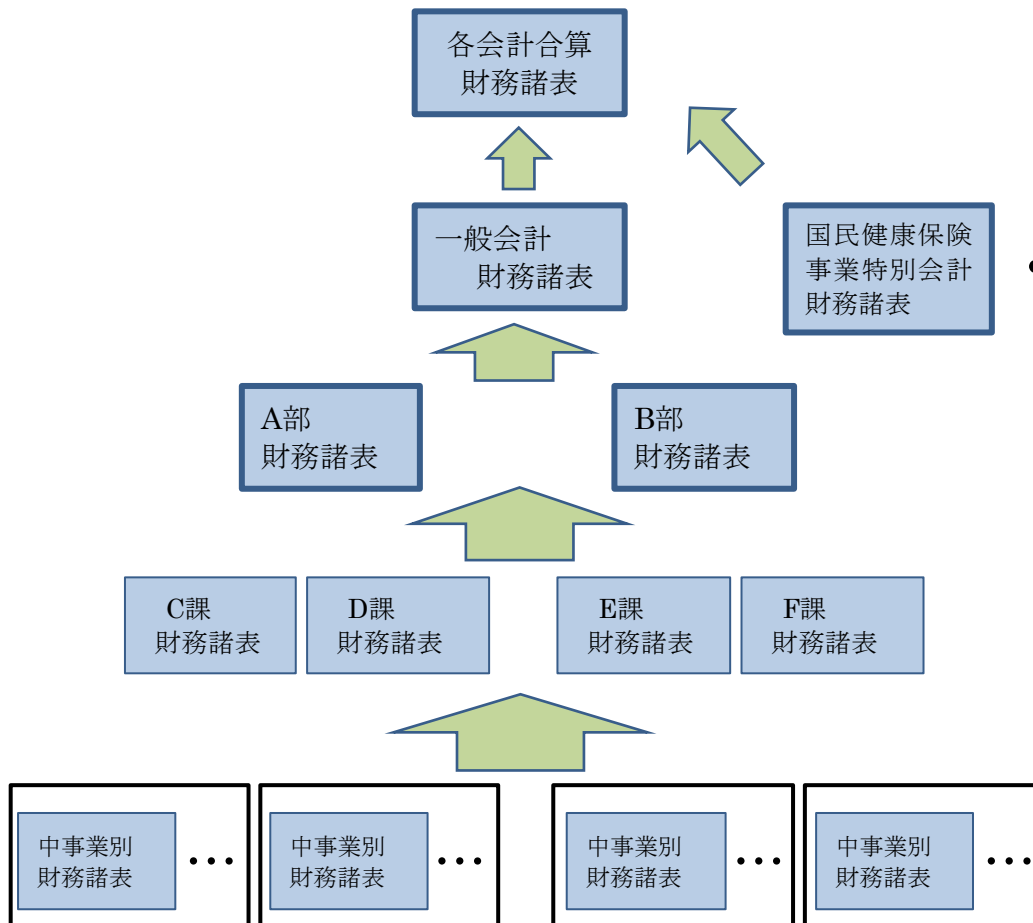 各会計合算
財務諸表
一般会計
財務諸表
国民健康保険
事業特別会計
財務諸表
A部
財務諸表
B部
財務諸表
C課
財務諸表
D課
財務諸表
E課
財務諸表
F課
財務諸表
中事業別
財務諸表
・・・
中事業別
財務諸表
・・・
中事業別
財務諸表
・・・
中事業別
財務諸表
・・・